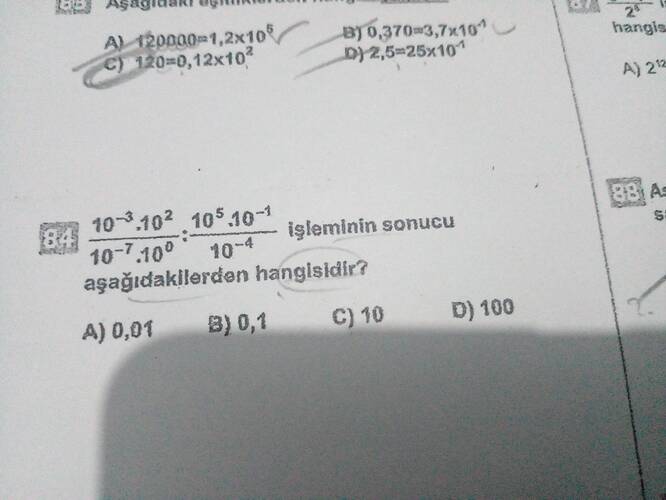 A) 120000=1,2x10⁵
B) 0,370=3,7x10⁻¹
C) 120=0,12x10²
D) 2,5=25x10⁻¹
84
10⁻³.10² / 10⁻⁷.10⁰ : 10⁵.10⁻¹ / 10⁻⁴ işleminin sonucu
aşağıdakilerden hangisidir?
A) 0,01 B) 0,1 C) 10 D) 100
87
hangis
A) 2¹²
88